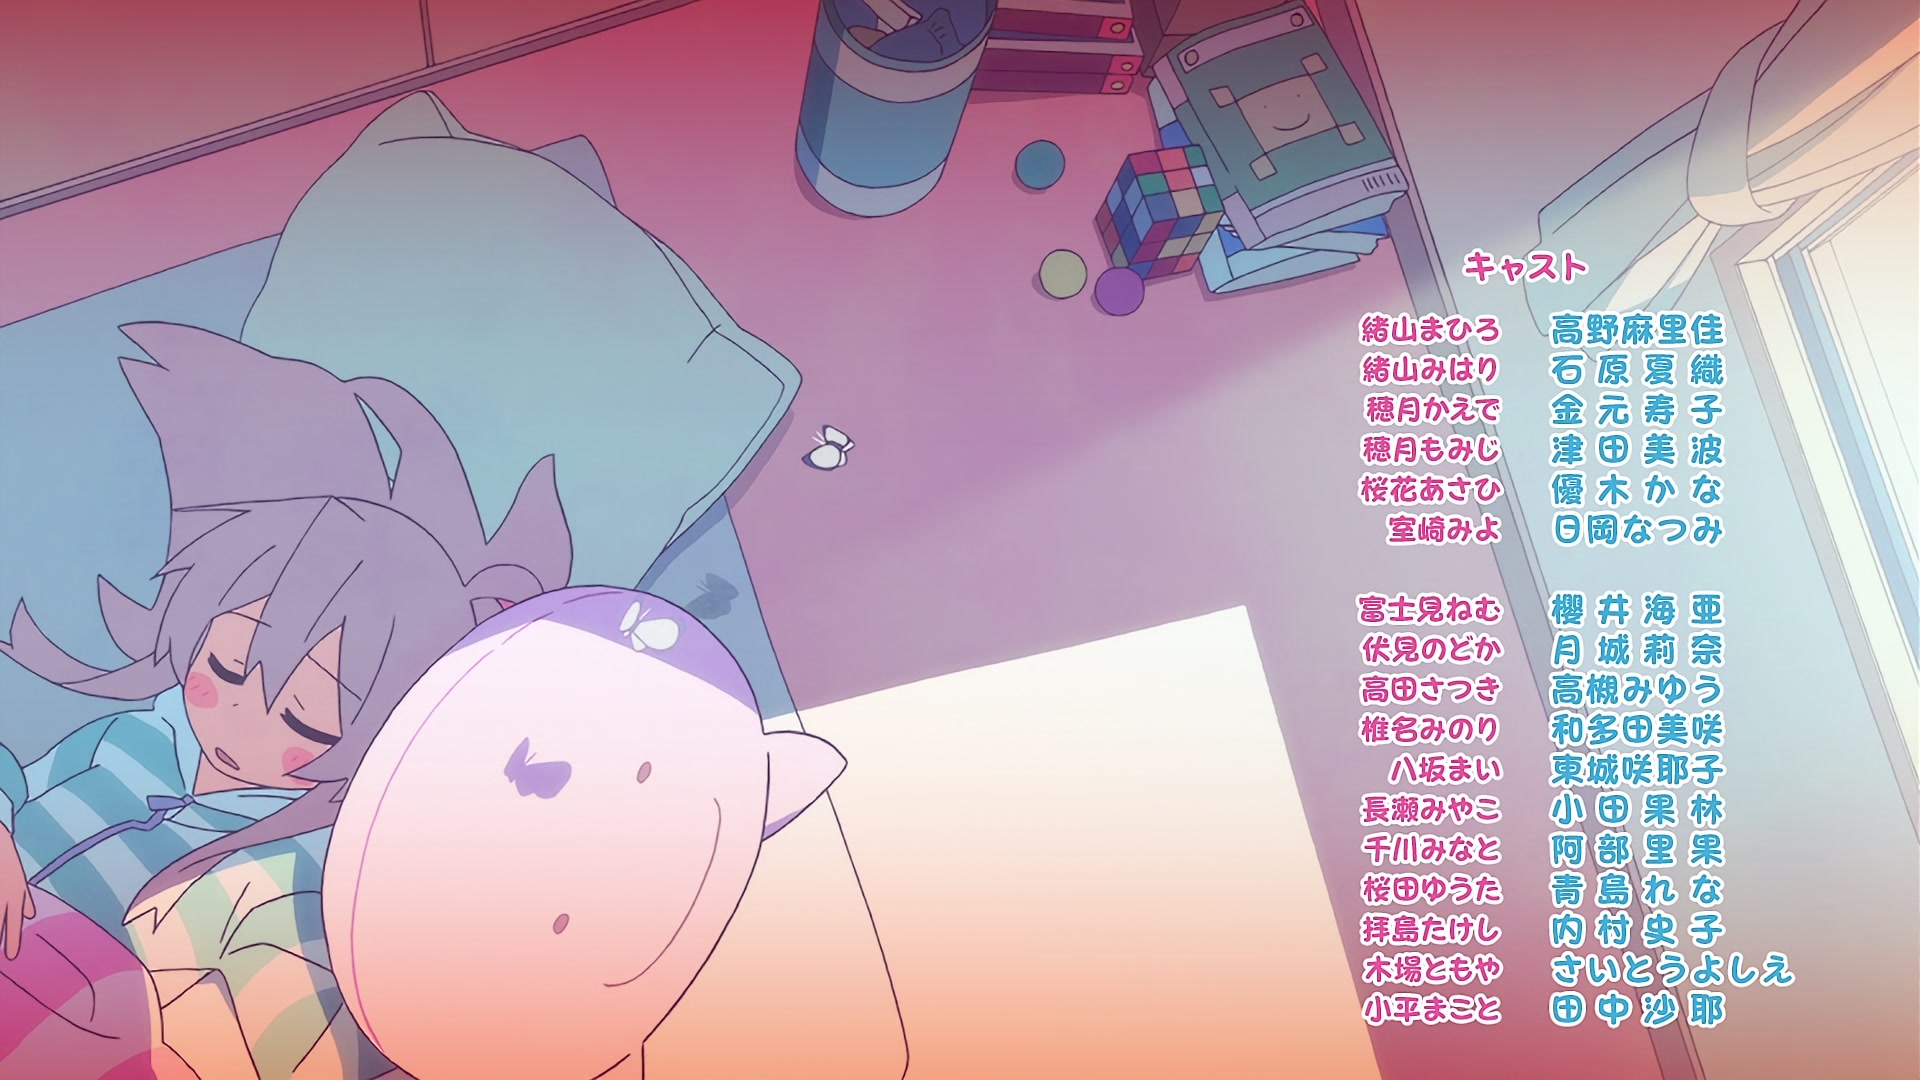 キャスト
緒山まひろ 高野麻里佳
緒山みはり 石原夏織
穂月かえで 金元寿子
穂月もみじ 津田美波
桜花あさひ 優木かな
室崎みよ 日岡なつみ
富士見ねむ 櫻井海亜
伏見のどか 月城莉奈
高田さつき 高槻みゆう
椎名みのり 和多田美咲
八坂まい 東城咲耶子
長瀬みやこ 小田果林
千川みなと 阿部里果
桜田ゆうた 青島れな
拝島たけし 内村史子
木場ともや さいとうよしえ
小平まこと 田中沙耶